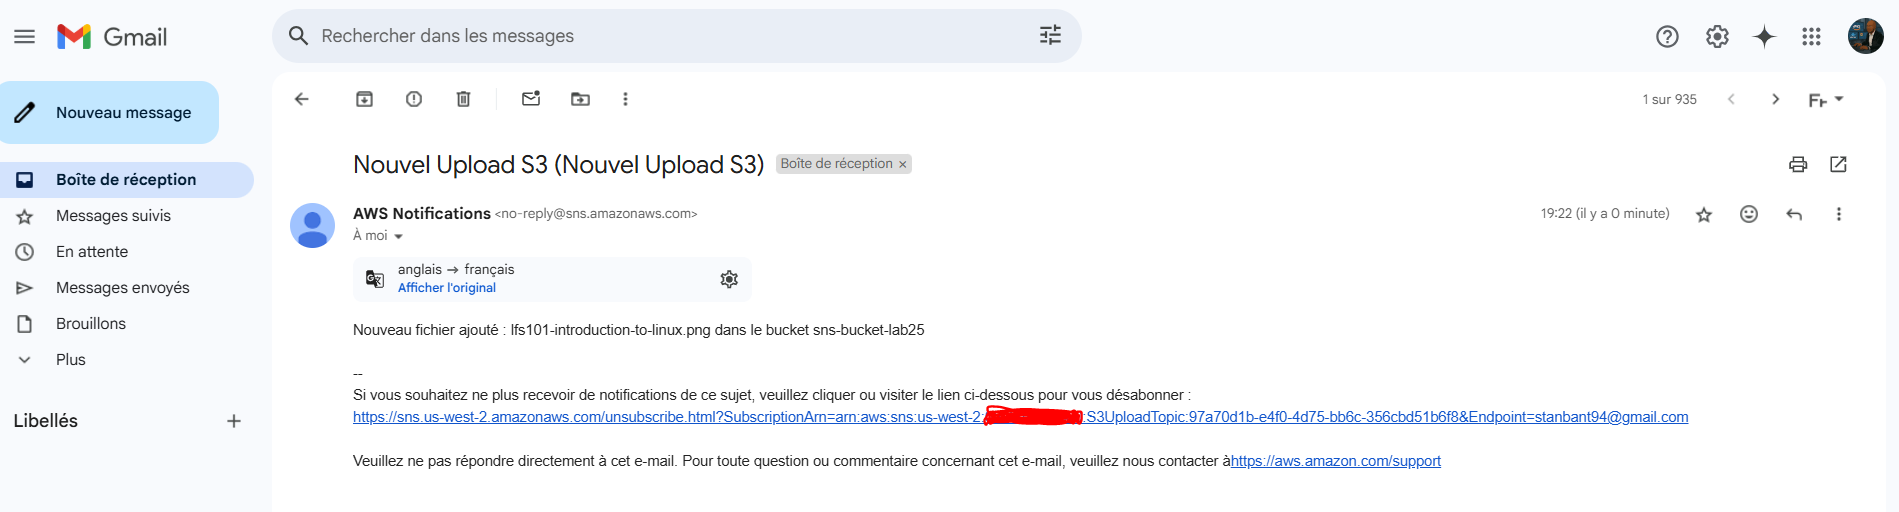 Gmail
Rechercher dans les messages
Nouveau message
Boîte de réception
Messages suivis
En attente
Messages envoyés
Brouillons
Plus
Libellés
1 sur 935
Fr
Nouvel Upload S3 (Nouvel Upload S3) Boîte de réception ×
AWS Notifications <no-reply@sns.amazonaws.com>
19:22 (il y a 0 minute)
À moi
anglais → français
Afficher l'original
Nouveau fichier ajouté : lfs101-introduction-to-linux.png dans le bucket sns-bucket-lab25
--
Si vous souhaitez ne plus recevoir de notifications de ce sujet, veuillez cliquer ou visiter le lien ci-dessous pour vous désabonner :
https://sns.us-west-2.amazonaws.com/unsubscribe.html?SubscriptionArn=arn:aws:sns:us-west-2: :S3UploadTopic:97a70d1b-e4f0-4d75-bb6c-356cbd51b6f8&Endpoint=stanbant94@gmail.com
Veuillez ne pas répondre directement à cet e-mail. Pour toute question ou commentaire concernant cet e-mail, veuillez nous contacter àhttps://aws.amazon.com/support